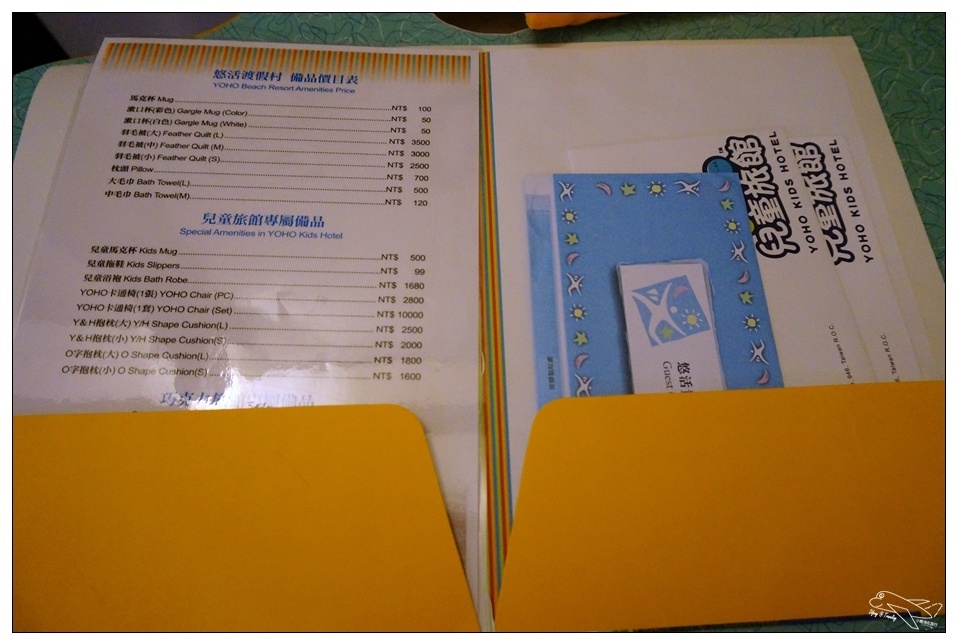 悠活渡假村 備品價目表
YOHO Beach Resort Amenities Price
馬克杯 Mug NT$ 100
漱口杯(彩色) Gargle Mug (Color) NT$ 50
漱口杯(白色) Gargle Mug (White) NT$ 50
羽毛被(大) Feather Quilt (L) NT$ 3500
羽毛被(中) Feather Quilt (M) NT$ 3000
羽毛被(小) Feather Quilt (S) NT$ 2500
枕頭 Pillow NT$ 700
大毛巾 Bath Towel(L) NT$ 500
中毛巾 Bath Towel(M) NT$ 120
兒童旅館專屬備品
Special Amenities in YOHO Kids Hotel
兒童馬克杯 Kids Mug NT$ 500
兒童拖鞋 Kids Slippers NT$ 99
兒童浴袍 Kids Bath Robe NT$ 1680
YOHO卡通椅(1張) YOHO Chair (PC) NT$ 2800
YOHO卡通椅(1套) YOHO Chair (Set) NT$ 10000
Y&H抱枕(大) Y/H Shape Cushion(L) NT$ 2500
Y&H抱枕(小) Y/H Shape Cushion(S) NT$ 2000
O字抱枕(大) O Shape Cushion(L) NT$ 1800
O字抱枕(小) O Shape Cushion(S) NT$ 1600
兒童旅館
YOHO KIDS HOTEL
兒童旅館
YOHO KIDS HOTEL
悠活
Guest
946, Taiwan R.O.C.
Taiwan R.O.C.